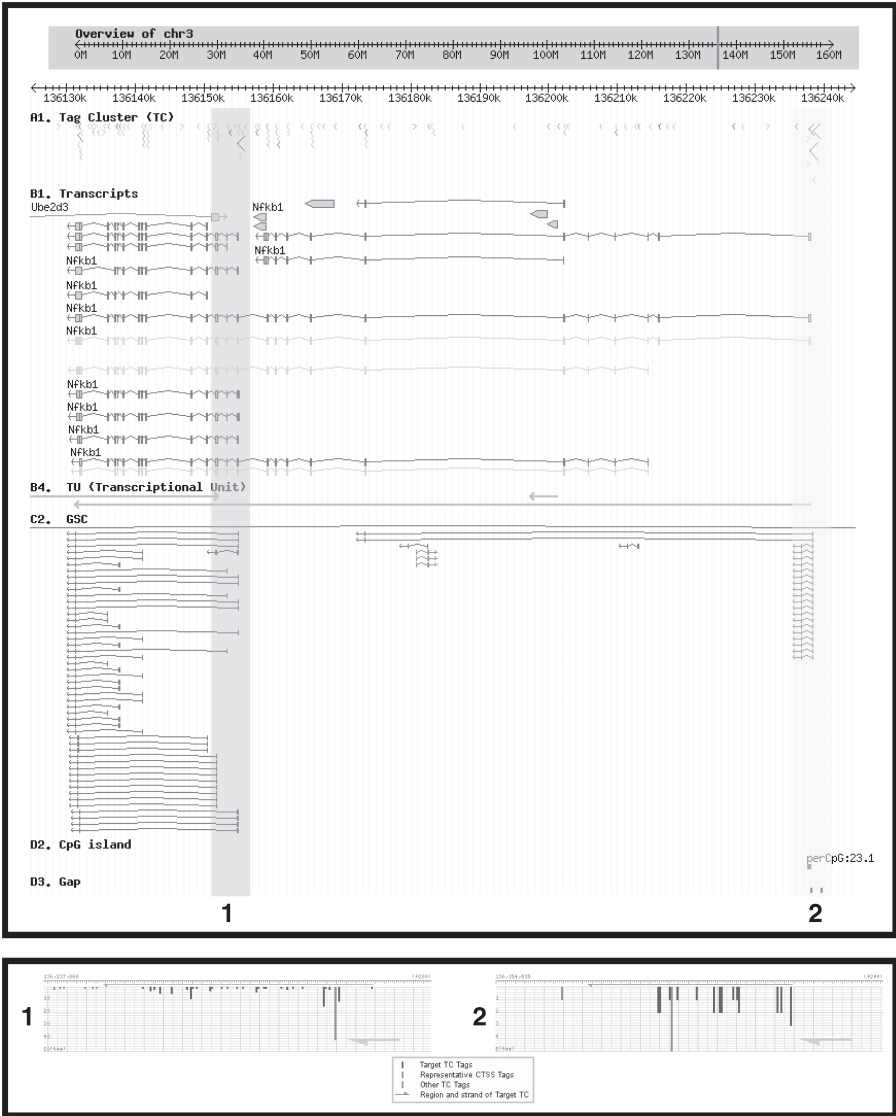 Overview of chr3
0M 10M 20M 30M 40M 50M 60M 70M 80M 90M 100M 110M 120M 130M 140M 150M 160M
136130k 136140k 136150k 136160k 136170k 136180k 136190k 136200k 136210k 136220k 136230k 136240k
A1. Tag Cluster (TC)
B1. Transcripts
Ube2d3
Nfkb1
Nfkb1
Nfkb1
Nfkb1
Nfkb1
Nfkb1
Nfkb1
Nfkb1
Nfkb1
Nfkb1
B4. TU (Transcriptional Unit)
C2. GSC
D2. CpG island
perCpG:23.1
D3. Gap
1 2
1
2
Target TC Tags
Representative CTSS Tags
Other TC Tags
Region and strand of Target TC